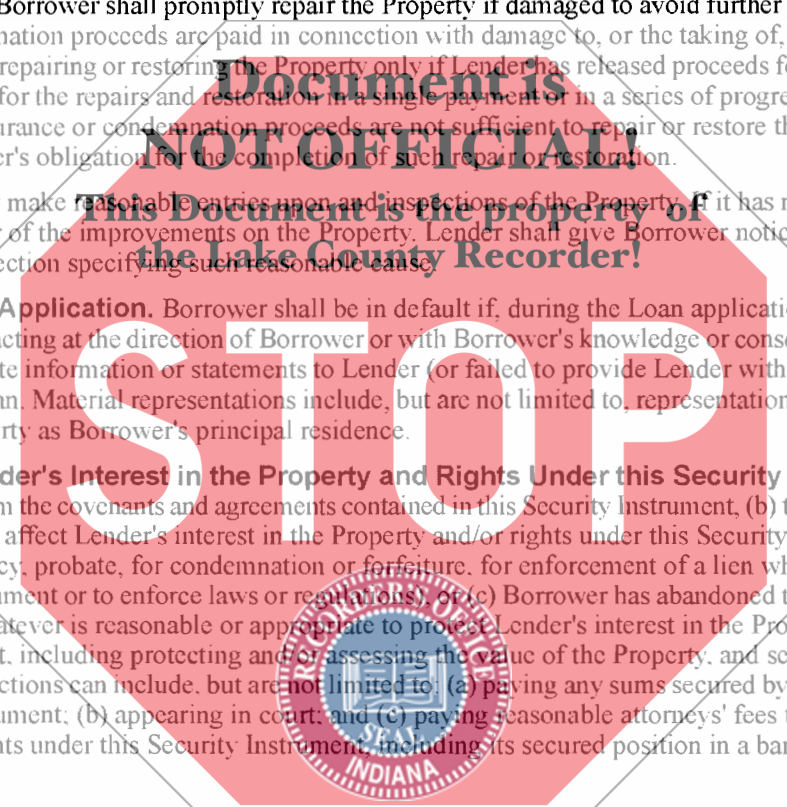 Borrower shall promptly repair the Property if damaged to avoid further
nation proceeds are paid in connection with damage to, or the taking of,
repairing or restoring the Property only if Lender has released proceeds f
Document is
for the repairs and restoration in a single payment or in a series of progre
urance or condemnation proceeds are not sufficient to repair or restore th
NOT OFFICIAL!
er's obligation for the completion of such repair or restoration.
make reasonable entries upon and inspections of the Property. If it has r
This Document is the property of
of the improvements on the Property. Lender shall give Borrower notic
the Lake County Recorder!
ection specifying such reasonable cause.
Application. Borrower shall be in default if, during the Loan applicati
cting at the direction of Borrower or with Borrower's knowledge or conse
te information or statements to Lender (or failed to provide Lender with
an. Material representations include, but are not limited to, representation
rty as Borrower's principal residence.
STOP
der's Interest in the Property and Rights Under this Security
m the covenants and agreements contained in this Security Instrument, (b) t
affect Lender's interest in the Property and/or rights under this Security
cy, probate, for condemnation or forfeiture, for enforcement of a lien wh
ument or to enforce laws or regulations), or (c) Borrower has abandoned t
atever is reasonable or appropriate to protect Lender's interest in the Pro
t, including protecting and/or assessing the value of the Property, and se
ctions can include, but are not limited to: (a) paying any sums secured by
ument; (b) appearing in court; and (c) paying reasonable attorneys' fees t
nts under this Security Instrument, including its secured position in a ban
RECORDER'S OFFICE
SEAL
INDIANA